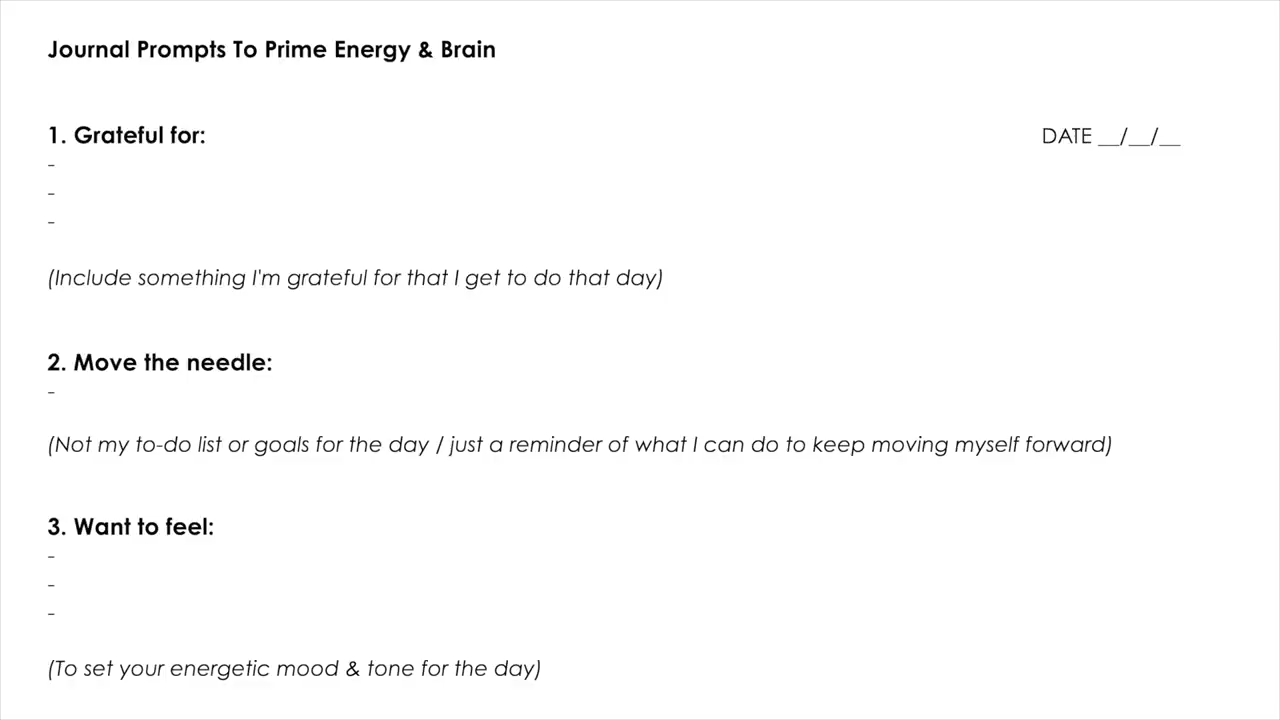 Journal Prompts To Prime Energy & Brain
1. Grateful for:
DATE __/__/__
-
-
-
(Include something I'm grateful for that I get to do that day)
2. Move the needle:
-
(Not my to-do list or goals for the day / just a reminder of what I can do to keep moving myself forward)
3. Want to feel:
-
-
-
(To set your energetic mood & tone for the day)